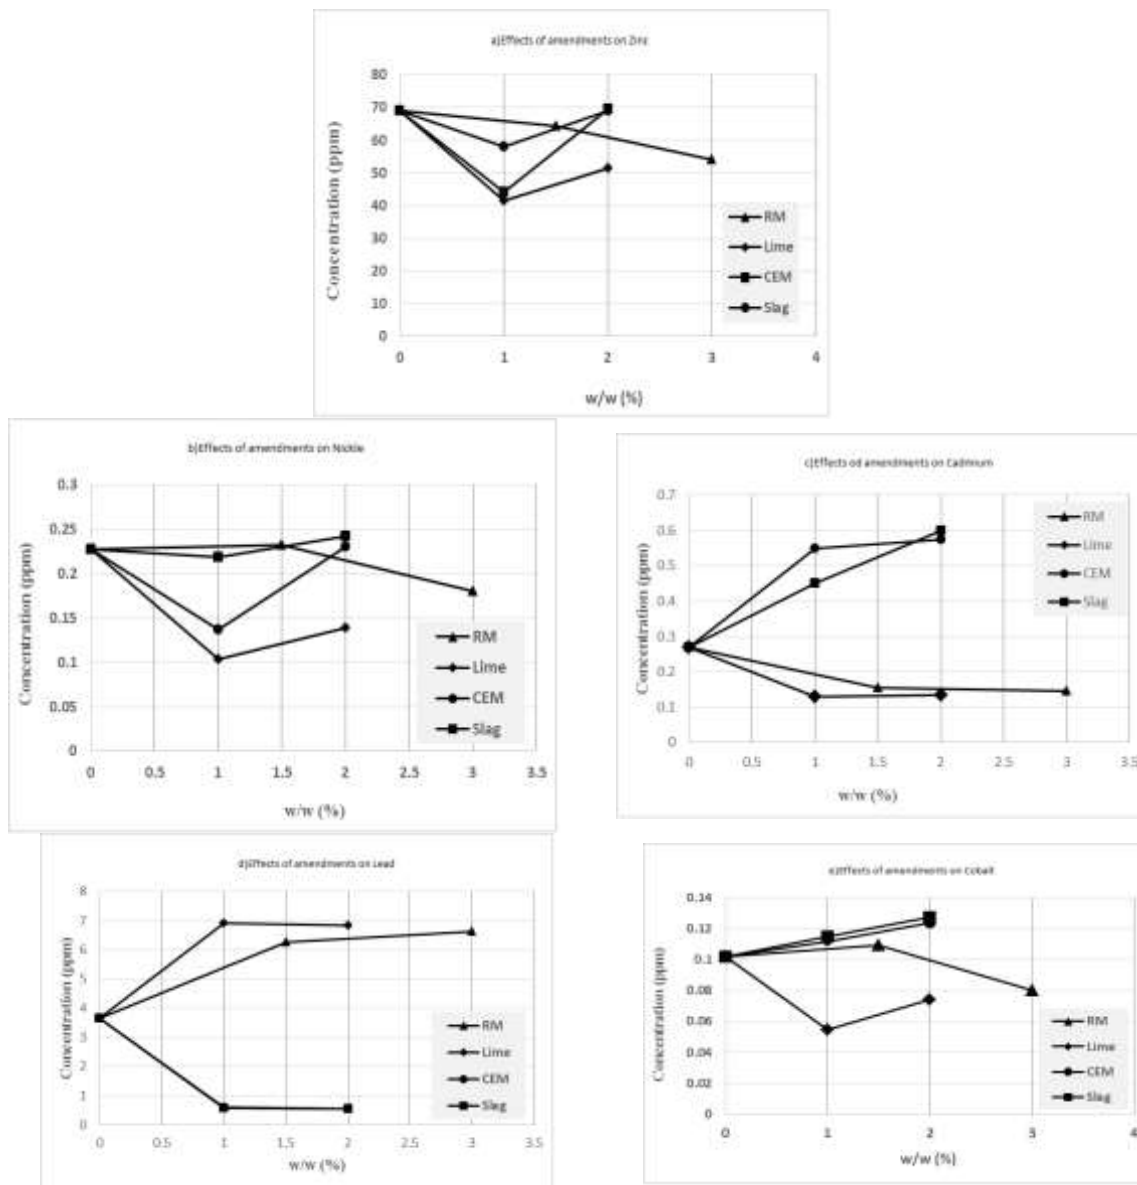 a)Effects of amendments on Zinc
Concentration (ppm)
80
70
60
50
40
30
20
10
0
0 1 2 3 4
w/w (%)
RM
Lime
CEM
Slag
b)Effects of amendments on Nickle
Concentration (ppm)
0.3
0.25
0.2
0.15
0.1
0.05
0
0 0.5 1 1.5 2 2.5 3 3.5
w/w (%)
RM
Lime
CEM
Slag
c)Effects od amendments on Cadmium
Concentration (ppm)
0.7
0.6
0.5
0.4
0.3
0.2
0.1
0
0 0.5 1 1.5 2 2.5 3 3.5
w/w (%)
RM
Lime
CEM
Slag
d)Effects of amendments on Lead
Concentration (ppm)
8
7
6
5
4
3
2
1
0
0 0.5 1 1.5 2 2.5 3 3.5
w/w (%)
RM
Lime
CEM
Slag
e)Effects of amendments on Cobalt
Concentration (ppm)
0.14
0.12
0.1
0.08
0.06
0.04
0.02
0
0 1 2 3 4
w/w (%)
RM
Lime
CEM
Slag